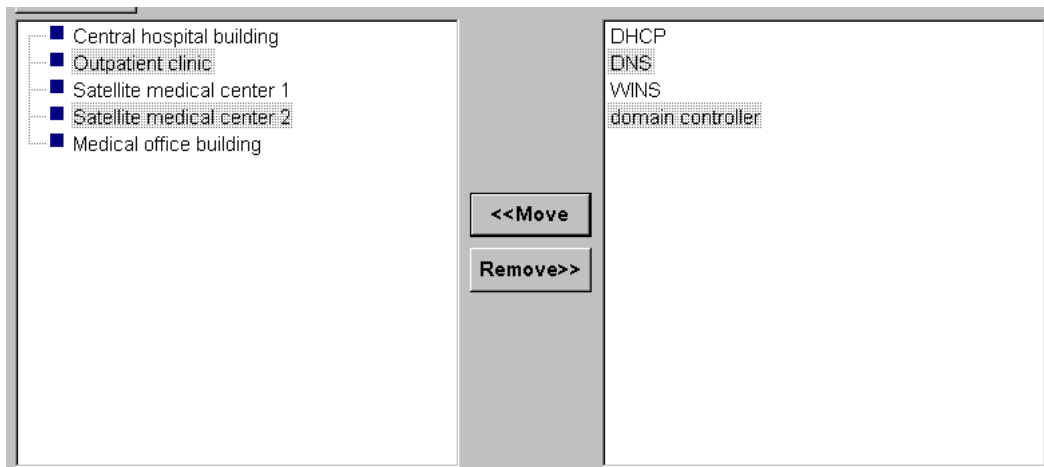 Central hospital building
Outpatient clinic
Satellite medical center 1
Satellite medical center 2
Medical office building
DHCP
DNS
WINS
domain controller
<<Move
Remove>>